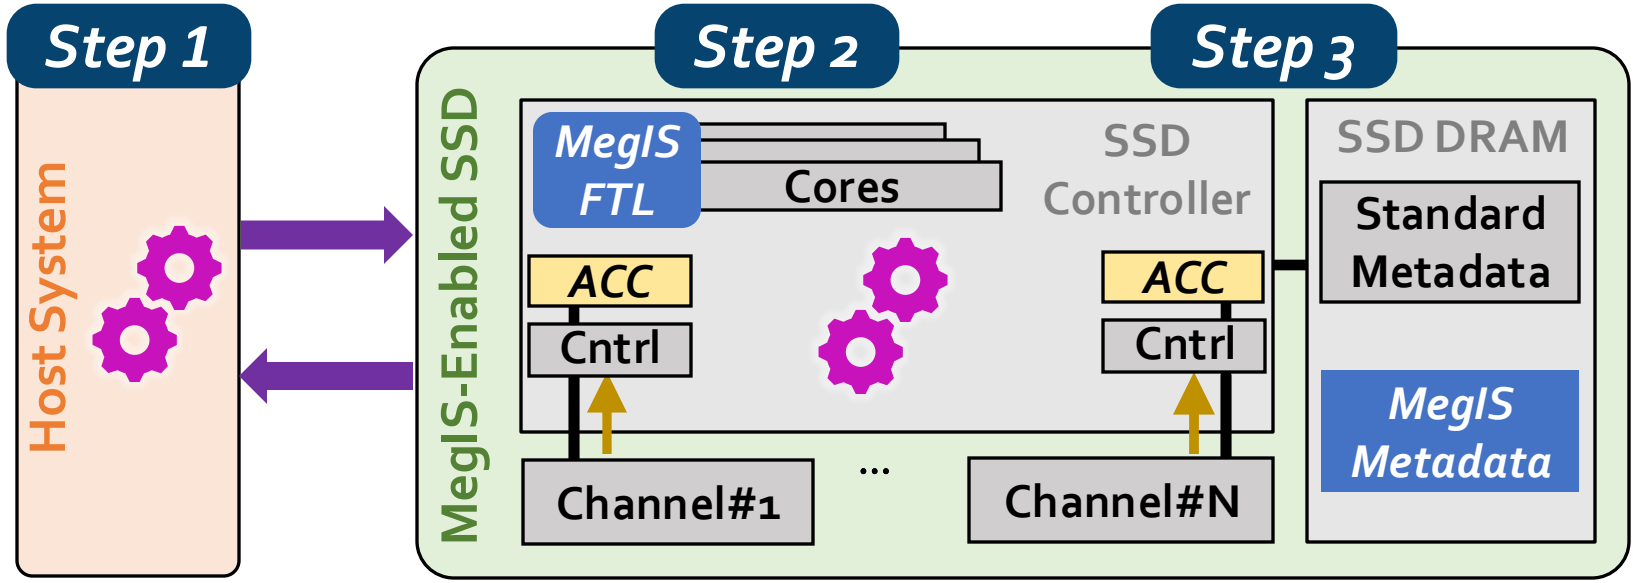 Step 1
Step 2
Step 3
Host System
MegIS-Enabled SSD
MegIS
FTL
Cores
SSD
Controller
ACC
Cntrl
ACC
Cntrl
Channel#1
...
Channel#N
SSD DRAM
Standard
Metadata
MegIS
Metadata